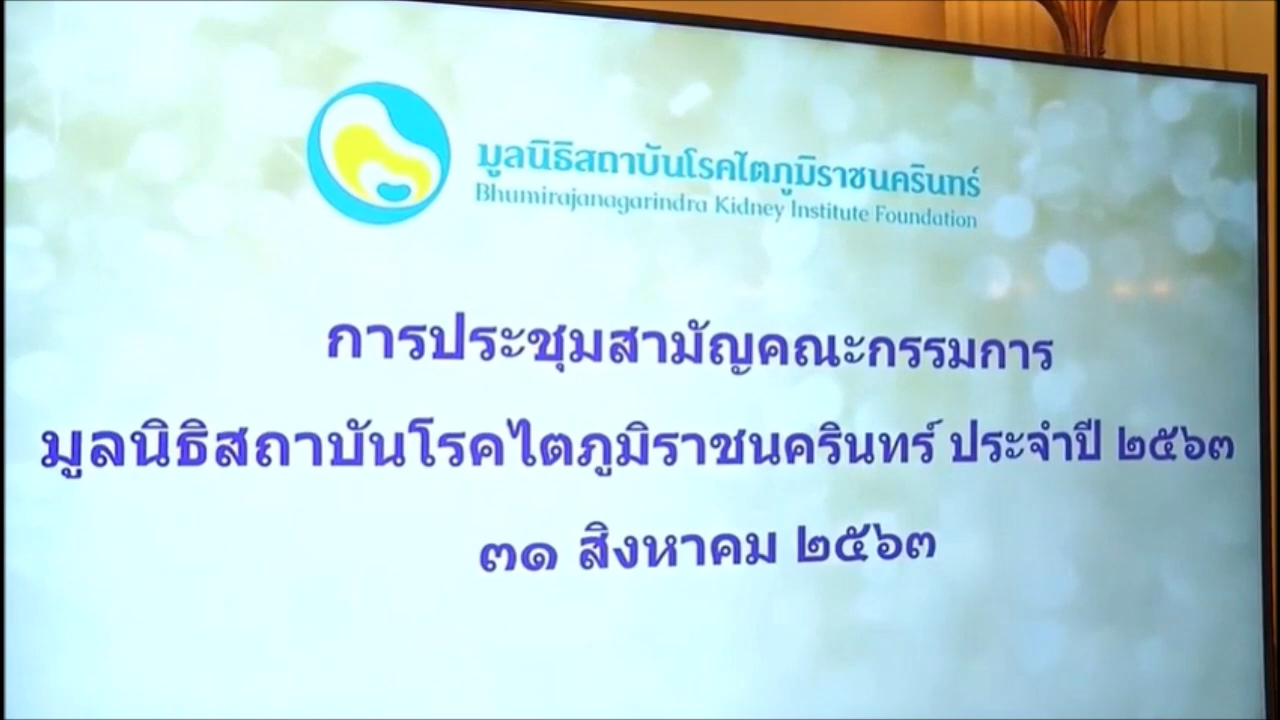 มูลนิธิสถาบันโรคไตภูมิราชนครินทร์
Bhumirajanagarindra Kidney Institute Foundation
การประชุมสามัญคณะกรรมการ
มูลนิธิสถาบันโรคไตภูมิราชนครินทร์ ประจำปี ๒๕๖๓
๓๑ สิงหาคม ๒๕๖๓